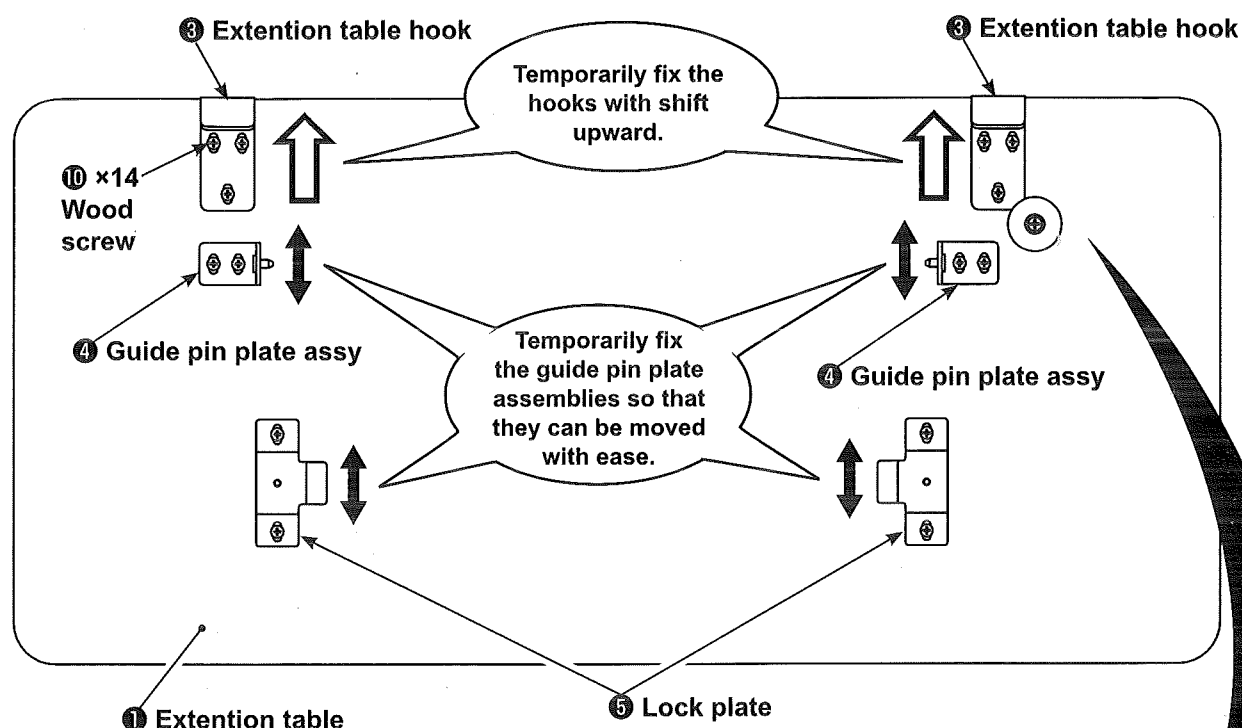 ❸ Extention table hook
❸ Extention table hook
Temporarily fix the
hooks with shift
upward.
❿ ×14
Wood
screw
❹ Guide pin plate assy
Temporarily fix
the guide pin plate
assemblies so that
they can be moved
with ease.
❹ Guide pin plate assy
❶ Extention table
❺ Lock plate